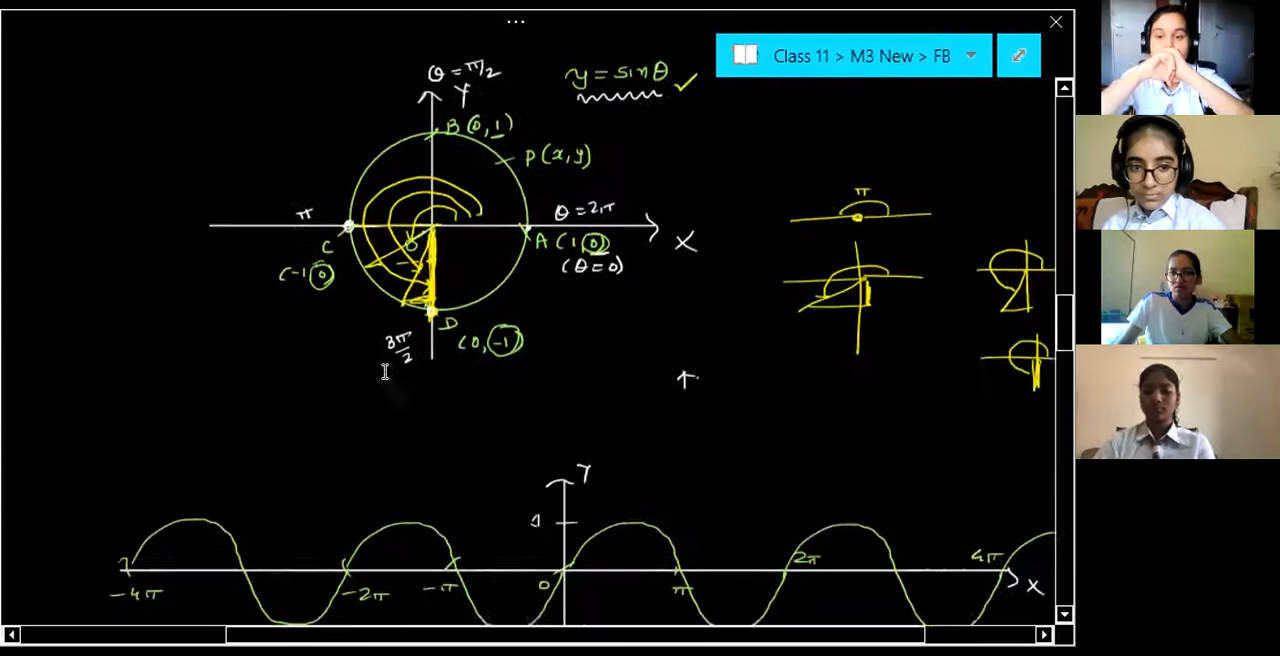 Class 11 > M3 New > FB
θ = π/2
y = sinθ
Y
B (0, 1)
P (x, y)
π
π
θ = 2π
C
O
A (1, 0)
X
(-1, 0)
(θ = 0)
D
(0, -1)
3π/2
Y
1
2π
4π
-4π
-2π
-π
0
π
X